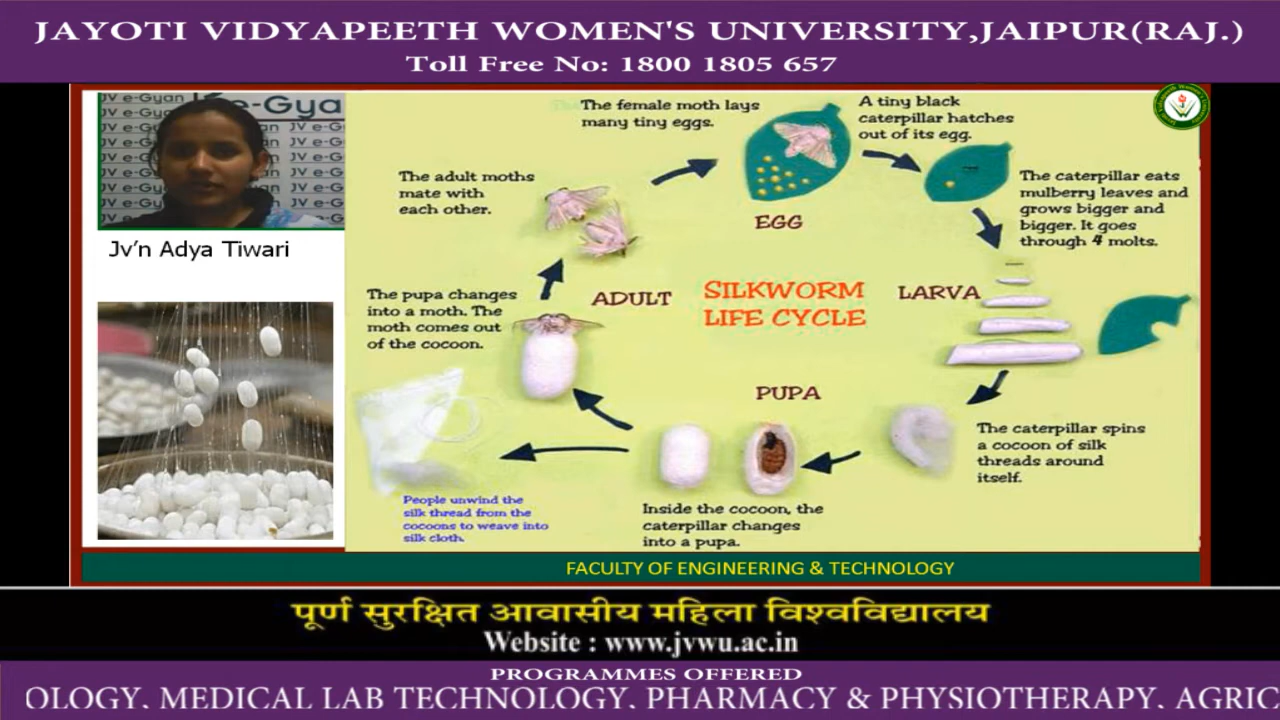 JAYOTI VIDYAPEETH WOMEN'S UNIVERSITY,JAIPUR(RAJ.)
Toll Free No: 1800 1805 657
JV e-Gyan
e-Gya
Jv'n Adya Tiwari
The female moth lays
many tiny eggs.
A tiny black
caterpillar hatches
out of its egg.
The adult moths
mate with
each other.
EGG
The caterpillar eats
mulberry leaves and
grows bigger and
bigger. It goes
through 4 molts.
The pupa changes
into a moth. The
moth comes out
of the cocoon.
ADULT
SILKWORM
LIFE CYCLE
LARVA
PUPA
The caterpillar spins
a cocoon of silk
threads around
itself.
People unwind the
silk thread from the
cocoons to weave into
silk cloth.
Inside the cocoon, the
caterpillar changes
into a pupa.
FACULTY OF ENGINEERING & TECHNOLOGY
पूर्ण सुरक्षित आवासीय महिला विश्वविद्यालय
Website : www.jvwu.ac.in
PROGRAMMES OFFERED
OLOGY, MEDICAL LAB TECHNOLOGY, PHARMACY & PHYSIOTHERAPY, AGRIC